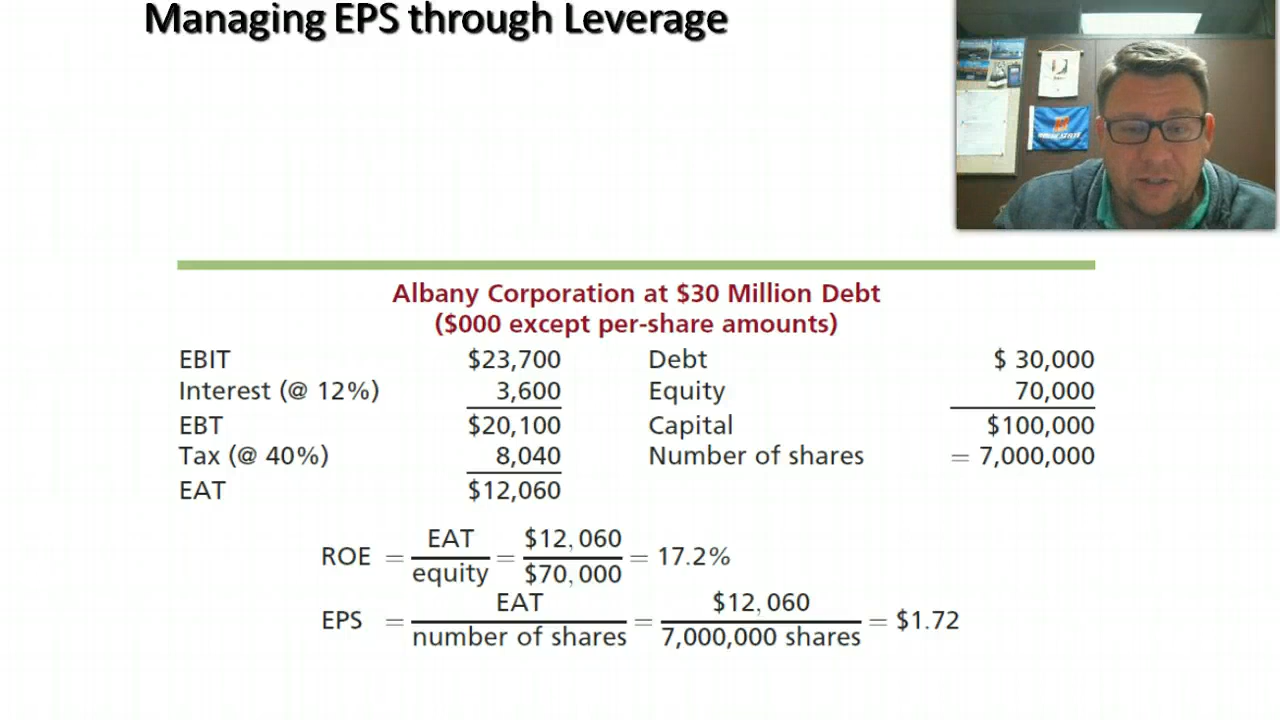 Managing EPS through Leverage
Albany Corporation at $30 Million Debt
($000 except per-share amounts)
EBIT $23,700 Debt $ 30,000
Interest (@ 12%) 3,600 Equity 70,000
EBT $20,100 Capital $100,000
Tax (@ 40%) 8,040 Number of shares = 7,000,000
EAT $12,060
ROE = EAT / equity = $12,060 / $70,000 = 17.2%
EPS = EAT / number of shares = $12,060 / 7,000,000 shares = $1.72